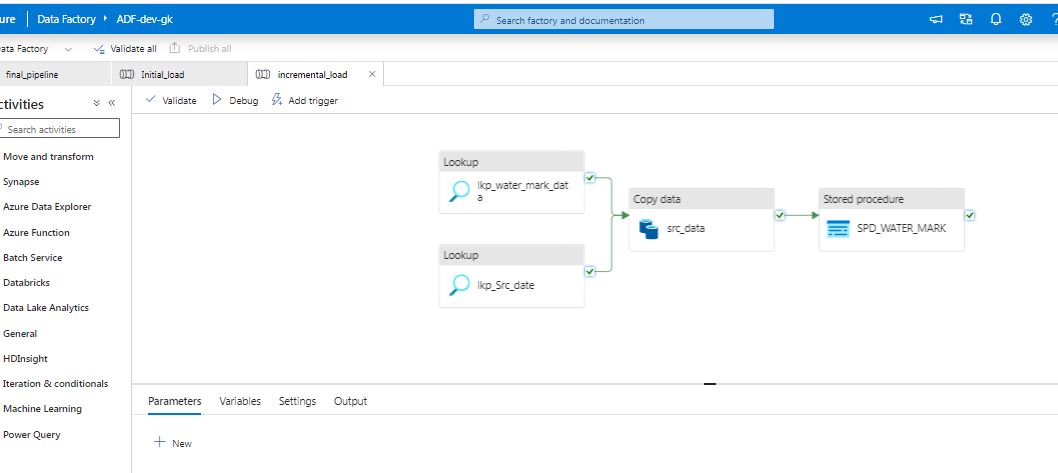 ure | Data Factory ▸ ADF-dev-gk
Search factory and documentation
ata Factory
Validate all
Publish all
final_pipeline
Initial_load
incremental_load
ctivities
Validate
Debug
Add trigger
Search activities
Move and transform
Synapse
Azure Data Explorer
Azure Function
Batch Service
Databricks
Data Lake Analytics
General
HDInsight
Iteration & conditionals
Machine Learning
Power Query
Lookup
lkp_water_mark_dat
a
Lookup
lkp_Src_date
Copy data
src_data
Stored procedure
SPD_WATER_MARK
Parameters
Variables
Settings
Output
New